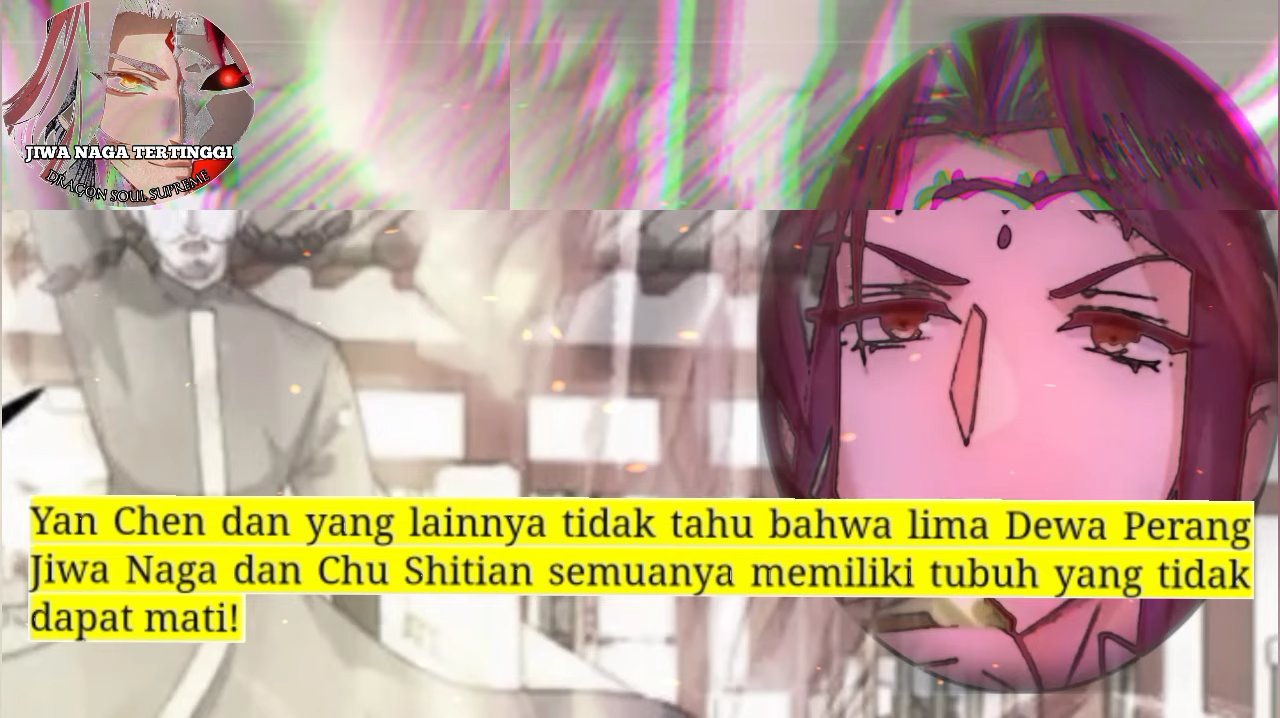 JIWA NAGA TERTINGGI
DRAGON SOUL SUPREME
Yan Chen dan yang lainnya tidak tahu bahwa lima Dewa Perang
Jiwa Naga dan Chu Shitian semuanya memiliki tubuh yang tidak
dapat mati!